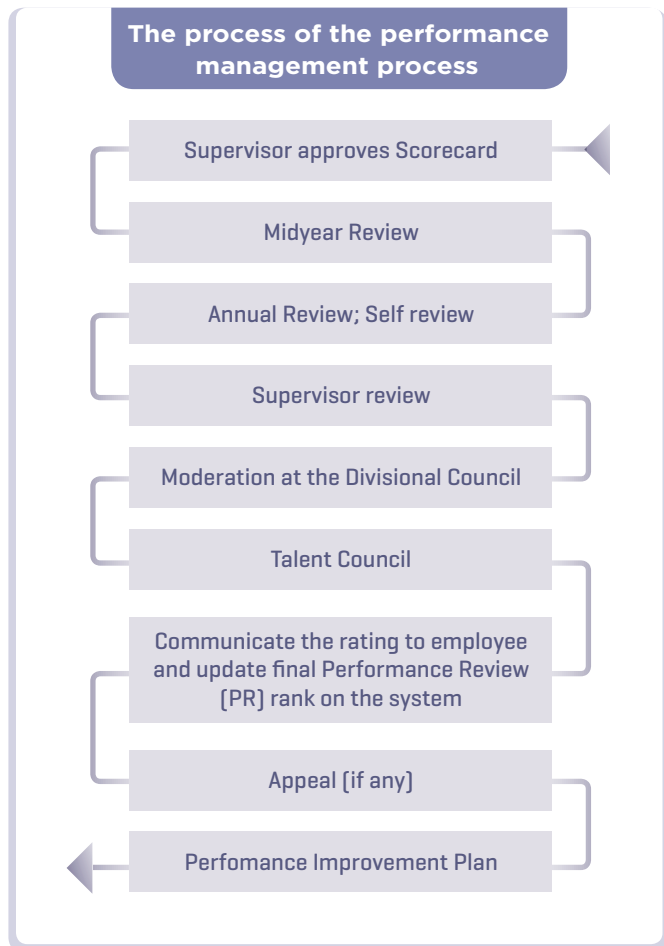 The process of the performance
management process
Supervisor approves Scorecard
Midyear Review
Annual Review; Self review
Supervisor review
Moderation at the Divisional Council
Talent Council
Communicate the rating to employee
and update final Performance Review
(PR) rank on the system
Appeal (if any)
Perfomance Improvement Plan